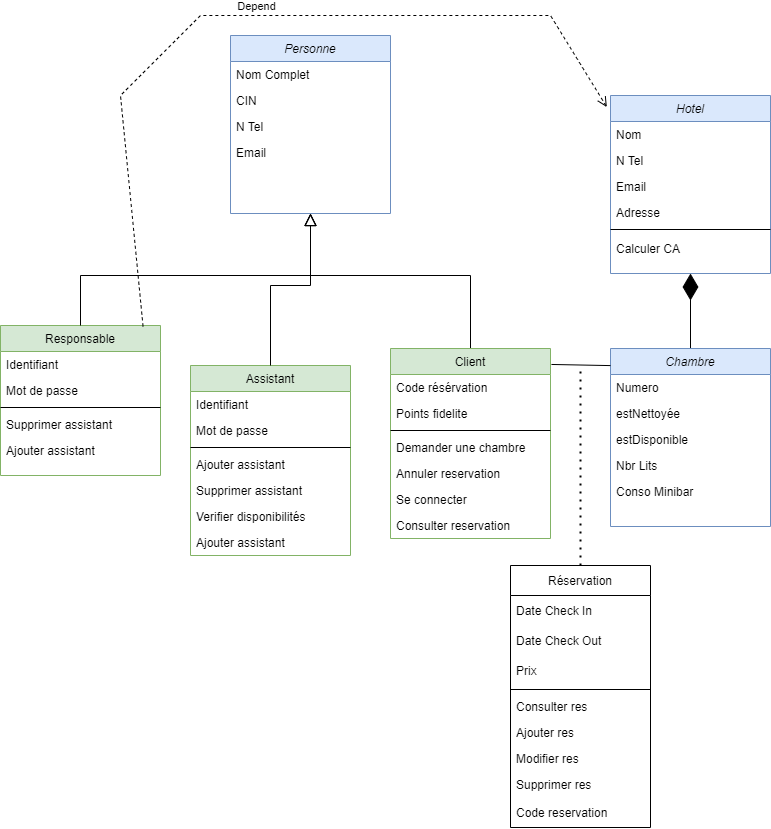 Depend
Personne
Nom Complet
CIN
N Tel
Email
Hotel
Nom
N Tel
Email
Adresse
Calculer CA
Responsable
Identifiant
Mot de passe
Supprimer assistant
Ajouter assistant
Assistant
Identifiant
Mot de passe
Ajouter assistant
Supprimer assistant
Verifier disponibilités
Ajouter assistant
Client
Code résérvation
Points fidelite
Demander une chambre
Annuler reservation
Se connecter
Consulter reservation
Chambre
Numero
estNettoyée
estDisponible
Nbr Lits
Conso Minibar
Réservation
Date Check In
Date Check Out
Prix
Consulter res
Ajouter res
Modifier res
Supprimer res
Code reservation